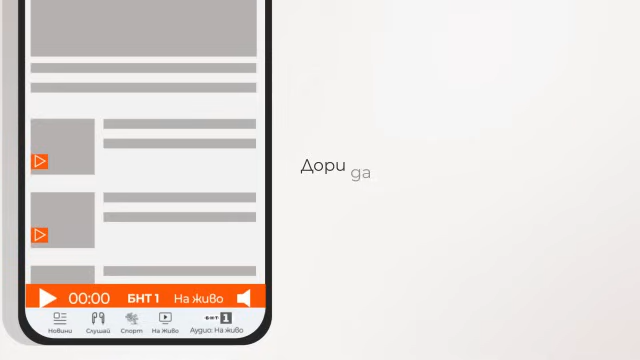 Дори да
00:00 БНТ 1 На живо
Новини Слушай Спорт На Живо Аудио: На живо
БНТ 1